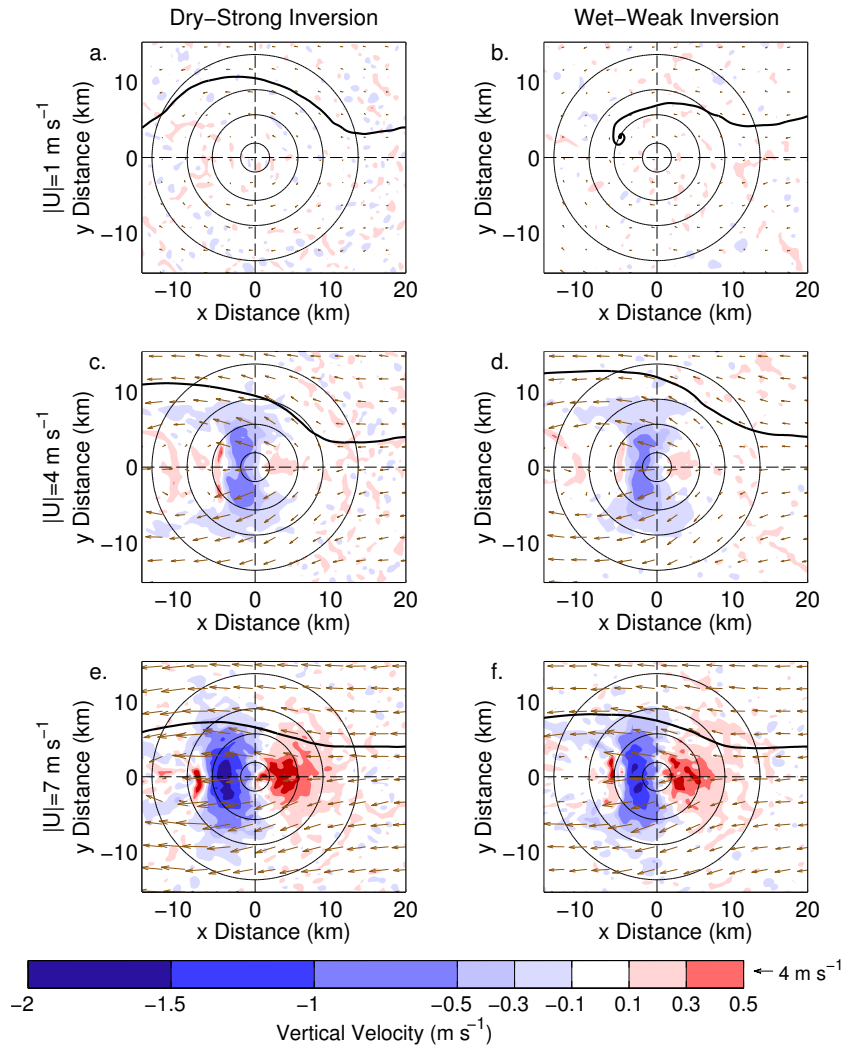 Dry−Strong Inversion
Wet−Weak Inversion
a.
b.
|U|=1 m s⁻¹
y Distance (km)
10
0
−10
10
0
−10
y Distance (km)
−10 0 10 20
−10 0 10 20
x Distance (km)
x Distance (km)
c.
d.
|U|=4 m s⁻¹
y Distance (km)
10
0
−10
10
0
−10
y Distance (km)
−10 0 10 20
−10 0 10 20
x Distance (km)
x Distance (km)
e.
f.
|U|=7 m s⁻¹
y Distance (km)
10
0
−10
10
0
−10
y Distance (km)
−10 0 10 20
−10 0 10 20
x Distance (km)
x Distance (km)
4 m s⁻¹
−2 −1.5 −1 −0.5 −0.3 −0.1 0.1 0.3 0.5
Vertical Velocity (m s⁻¹)